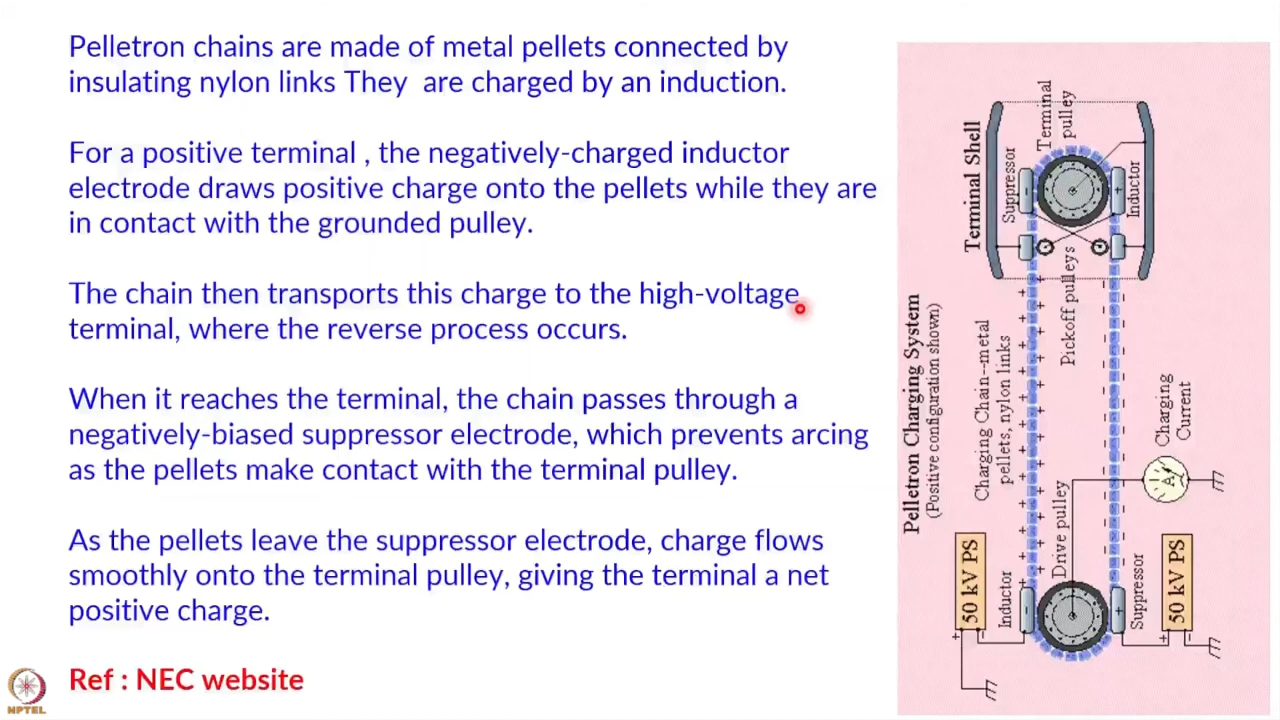 Pelletron chains are made of metal pellets connected by
insulating nylon links They are charged by an induction.
For a positive terminal , the negatively-charged inductor
electrode draws positive charge onto the pellets while they are
in contact with the grounded pulley.
The chain then transports this charge to the high-voltage
terminal, where the reverse process occurs.
When it reaches the terminal, the chain passes through a
negatively-biased suppressor electrode, which prevents arcing
as the pellets make contact with the terminal pulley.
As the pellets leave the suppressor electrode, charge flows
smoothly onto the terminal pulley, giving the terminal a net
positive charge.
Ref : NEC website
NPTEL
Pelletron Charging System
(Positive configuration shown)
Terminal Shell
Suppressor
Terminal
pulley
Inductor
Pickoff pulleys
Charging Chain--metal
pellets, nylon links
Charging
Current
A
Drive pulley
50 kV PS
+
-
Inductor
Suppressor
50 kV PS
+
-